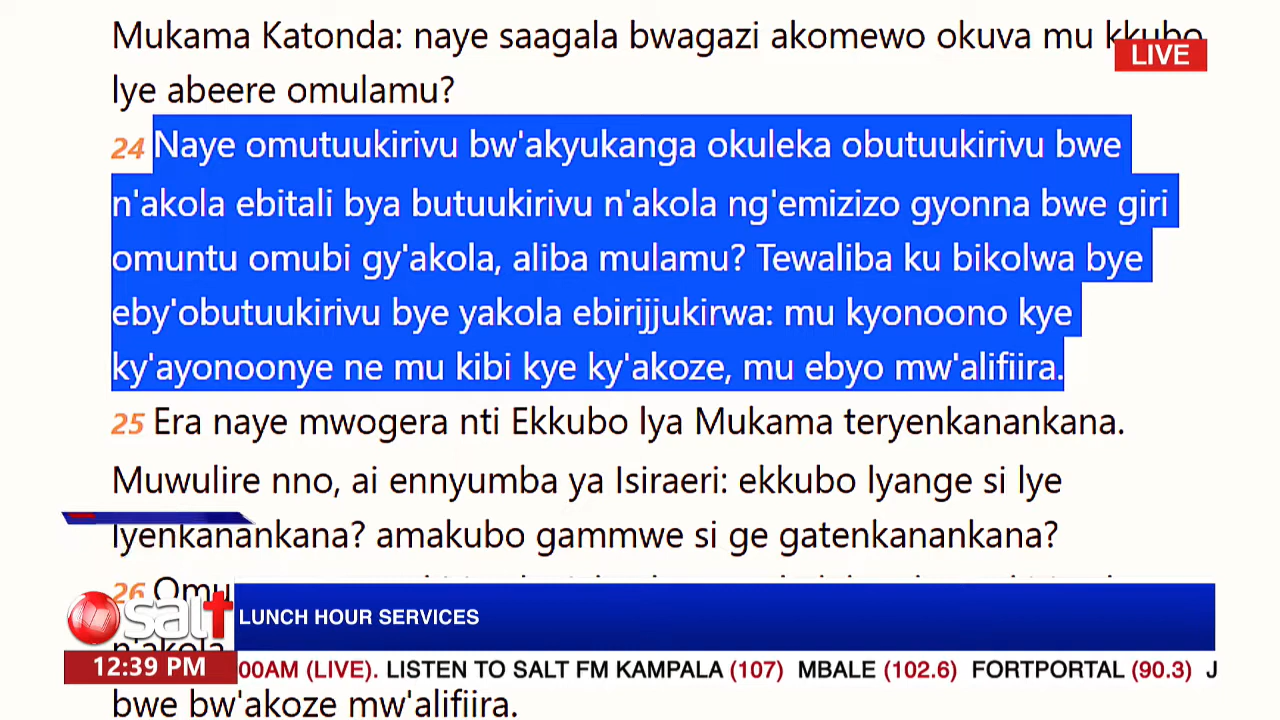 Mukama Katonda: naye saagala bwagazi akomewo okuva mu kkubo
LIVE
lye abeere omulamu?
24 Naye omutuukirivu bw'akyukanga okuleka obutuukirivu bwe
n'akola ebitali bya butuukirivu n'akola ng'emizizo gyonna bwe giri
omuntu omubi gy'akola, aliba mulamu? Tewaliba ku bikolwa bye
eby'obutuukirivu bye yakola ebirijjukirwa: mu kyonoono kye
ky'ayonoonye ne mu kibi kye ky'akoze, mu ebyo mw'alifiira.
25 Era naye mwogera nti Ekkubo lya Mukama teryenkanankana.
Muwulire nno, ai ennyumba ya Isiraeri: ekkubo lyange si lye
lyenkanankana? amakubo gammwe si ge gatenkanankana?
26
salt
LUNCH HOUR SERVICES
n'akola
12:39 PM
00AM (LIVE). LISTEN TO SALT FM KAMPALA (107) MBALE (102.6) FORTPORTAL (90.3) J
bwe bw'akoze mw'alifiira.